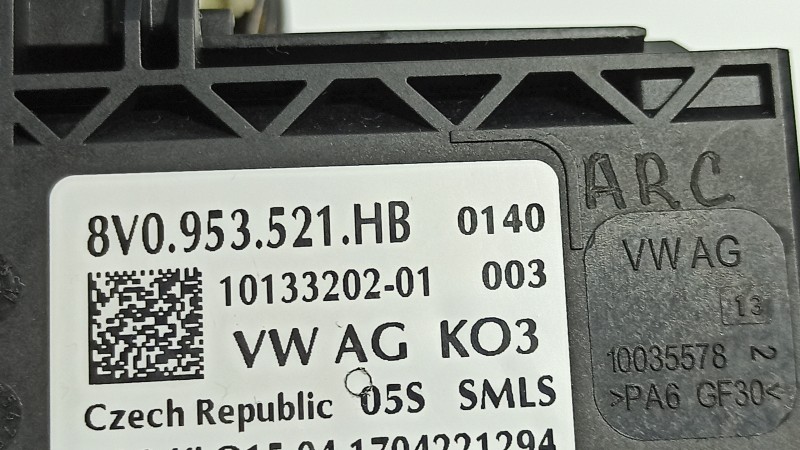 8V0.953.521.HB 0140
10133202-01 003
VW AG KO3
Czech Republic 05S SMLS
ARC
VW AG
13
10035578 2
>PA6 GF30<